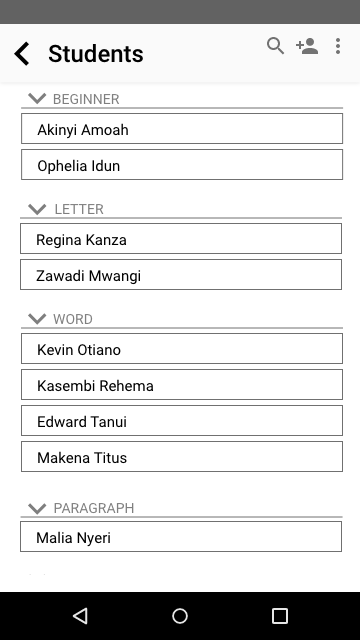 Students
BEGINNER
Akinyi Amoah
Ophelia Idun
LETTER
Regina Kanza
Zawadi Mwangi
WORD
Kevin Otiano
Kasembi Rehema
Edward Tanui
Makena Titus
PARAGRAPH
Malia Nyeri